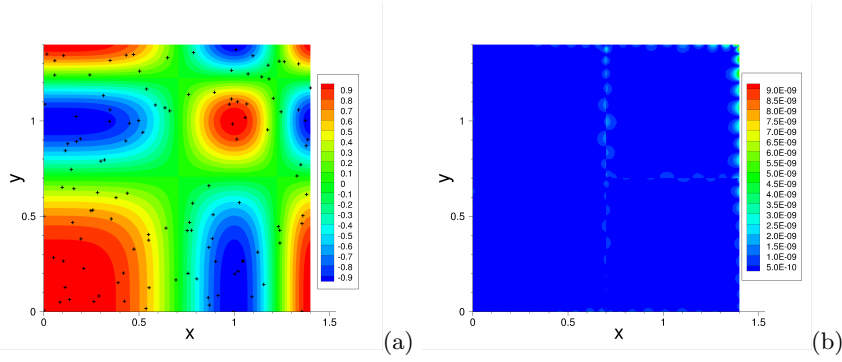 y
1
0.5
0
0
0.5
1
1.5
x
0.9
0.8
0.7
0.6
0.5
0.4
0.3
0.2
0.1
0
-0.1
-0.2
-0.3
-0.4
-0.5
-0.6
-0.7
-0.8
-0.9
(a)
y
1
0.5
0
0.5
1
1.5
x
9.0E-09
8.5E-09
8.0E-09
7.5E-09
7.0E-09
6.5E-09
6.0E-09
5.5E-09
5.0E-09
4.5E-09
4.0E-09
3.5E-09
3.0E-09
2.5E-09
2.0E-09
1.5E-09
1.0E-09
5.0E-10
(b)